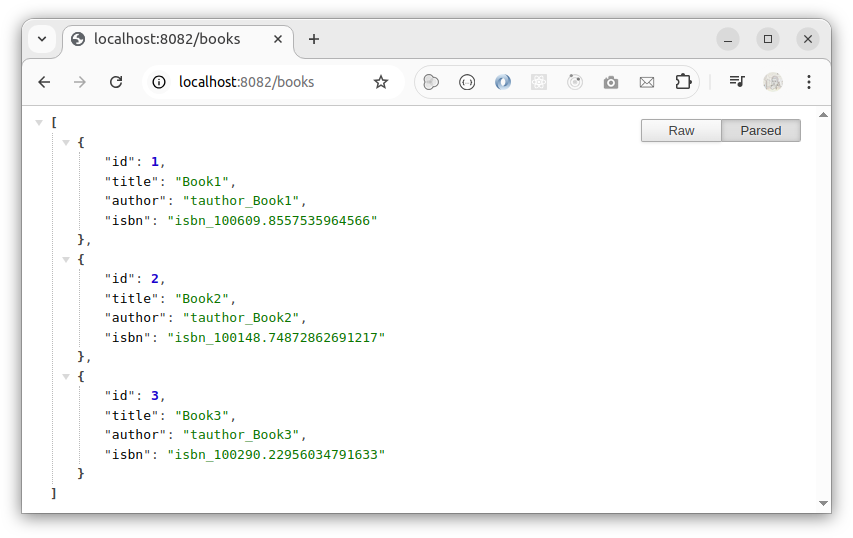 localhost:8082/books
localhost:8082/books
Raw Parsed
[
{
"id": 1,
"title": "Book1",
"author": "tauthor_Book1",
"isbn": "isbn_100609.8557535964566"
},
{
"id": 2,
"title": "Book2",
"author": "tauthor_Book2",
"isbn": "isbn_100148.74872862691217"
},
{
"id": 3,
"title": "Book3",
"author": "tauthor_Book3",
"isbn": "isbn_100290.22956034791633"
}
]